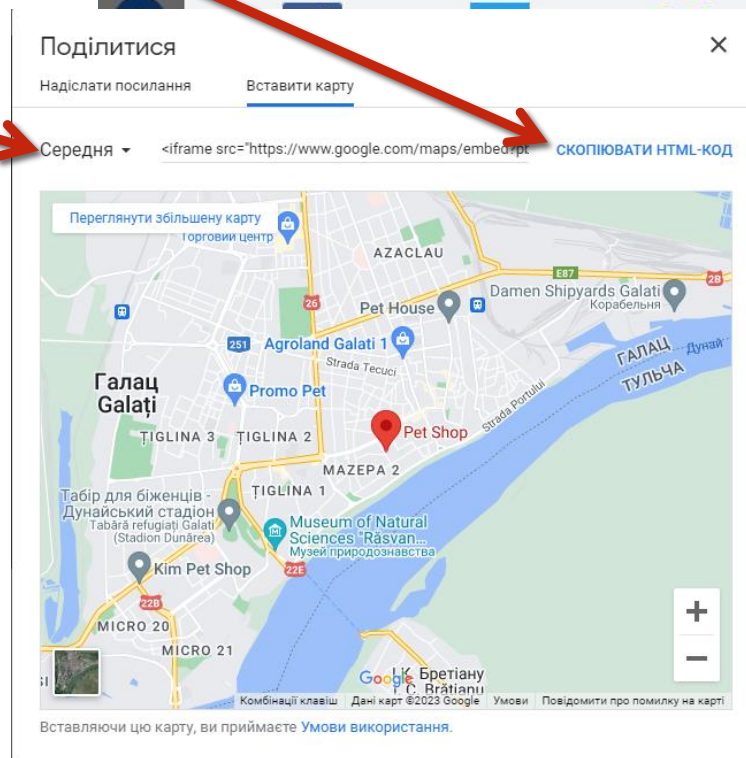 Поділитися
Надіслати посилання Вставити карту
Середня <iframe src="https://www.google.com/maps/embed?pb СКОПІЮВАТИ HTML-КОД
Переглянути збільшену карту
Торговий центр
AZACLAU
E87
2B
Damen Shipyards Galati
Корабельня
26
Pet House
251
Agroland Galati 1
Strada Tecuci
ГАЛАЦ
Дунай
ТУЛЬЧА
Галац
Galați
Promo Pet
Strada Portului
ȚIGLINA 3
ȚIGLINA 2
Pet Shop
MAZEPA 2
ȚIGLINA 1
Табір для біженців -
Дунайський стадіон
Tabără refugiați Galati
(Stadion Dunărea)
Museum of Natural
Sciences "Răsvan...
Музей природознавства
Kim Pet Shop
22E
22B
MICRO 20
MICRO 21
Google
І.К. Бретіану
I. C. Brătianu
Комбінації клавіш Дані карт ©2023 Google Умови Повідомити про помилку на карті
Вставляючи цю карту, ви приймаєте Умови використання.